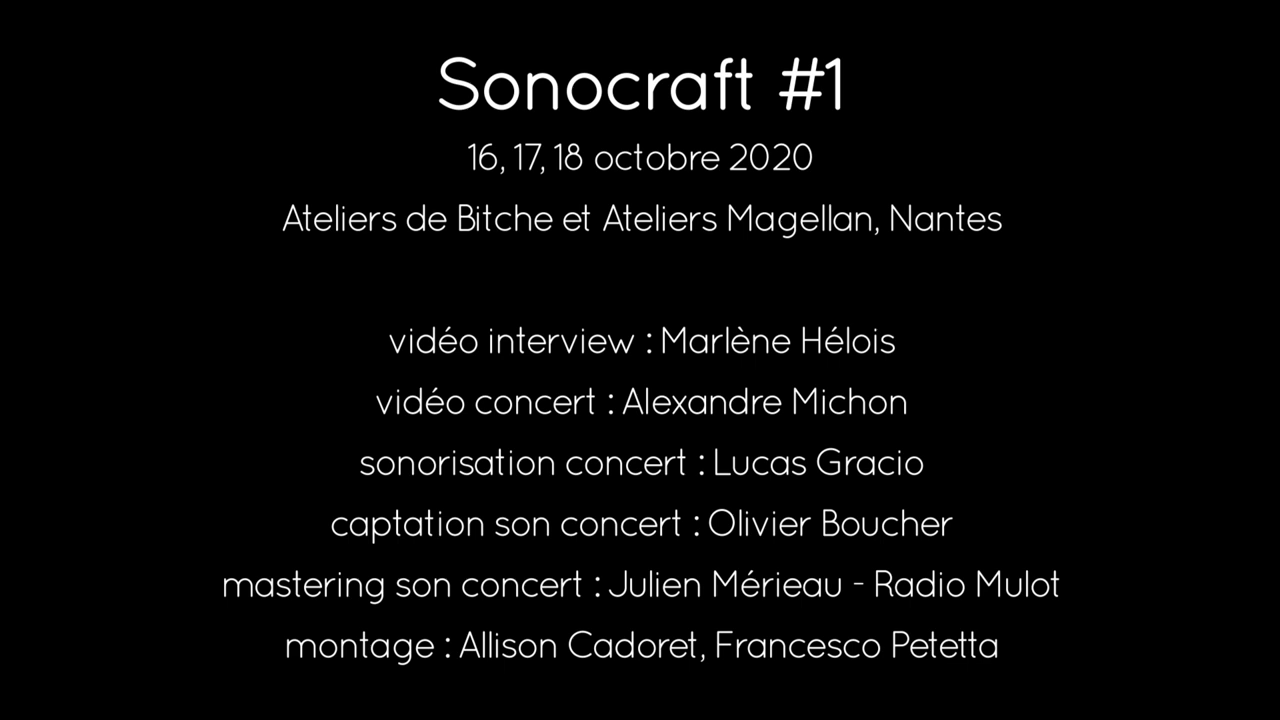 Sonocraft #1
16, 17, 18 octobre 2020
Ateliers de Bitche et Ateliers Magellan, Nantes
vidéo interview : Marlène Hélois
vidéo concert : Alexandre Michon
sonorisation concert : Lucas Gracio
captation son concert : Olivier Boucher
mastering son concert : Julien Mérieau - Radio Mulot
montage : Allison Cadoret, Francesco Petetta